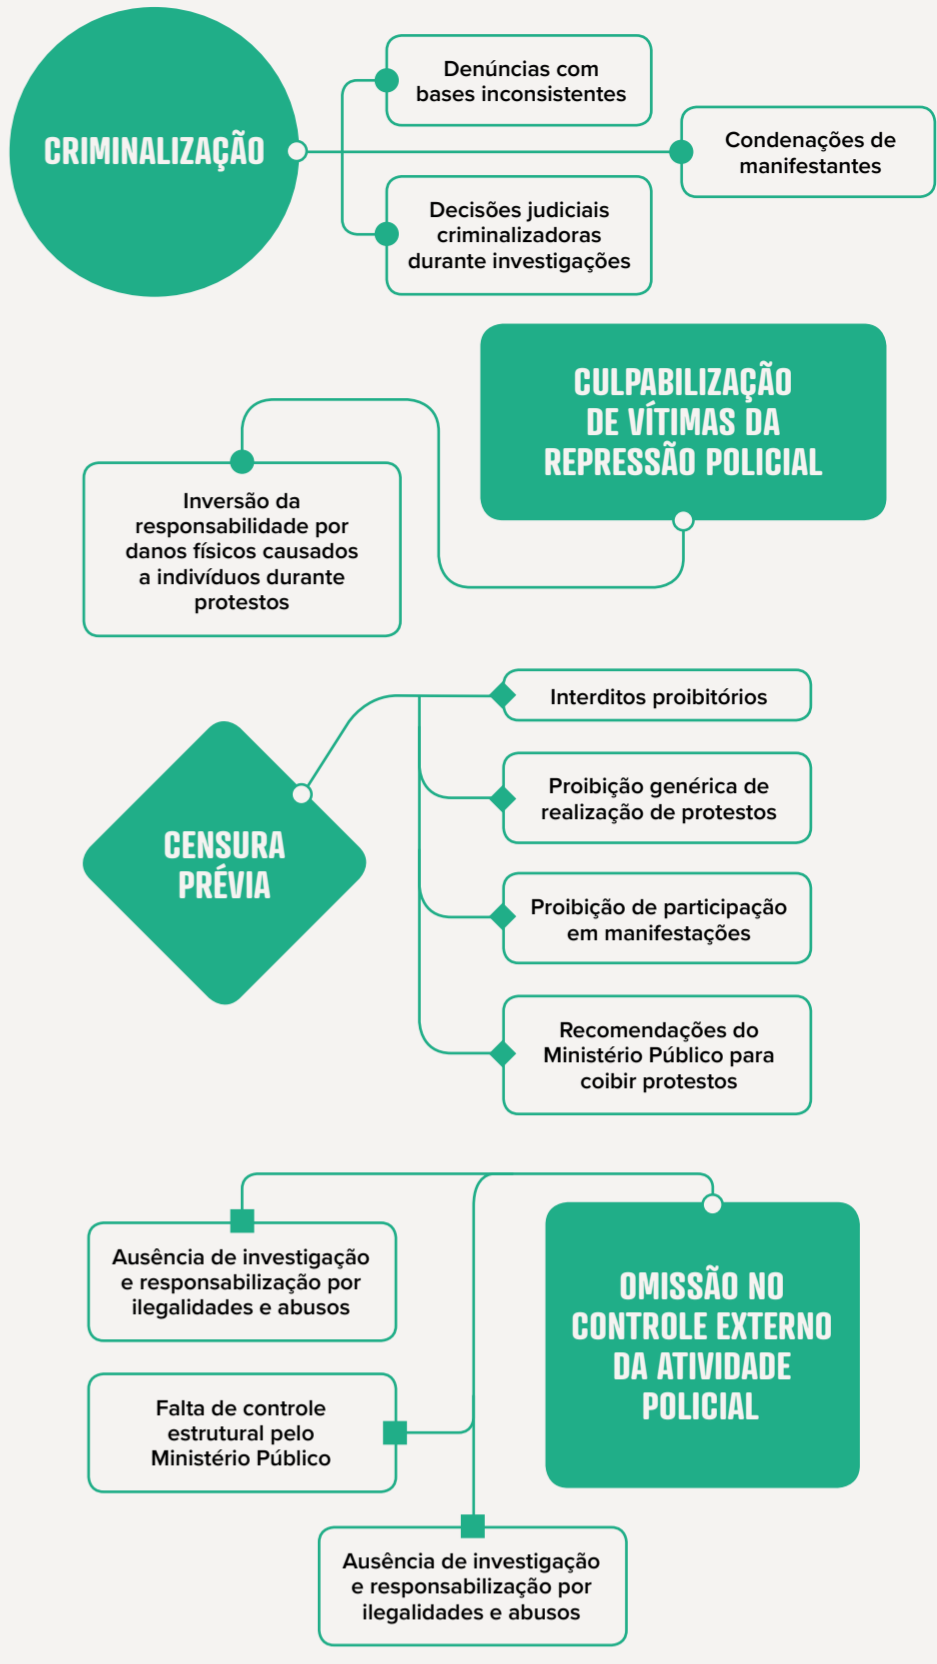 CRIMINALIZAÇÃO
Denúncias com
bases inconsistentes
Condenações de
manifestantes
Decisões judiciais
criminalizadoras
durante investigações
CULPABILIZAÇÃO
DE VÍTIMAS DA
REPRESSÃO POLICIAL
Inversão da
responsabilidade por
danos físicos causados
a indivíduos durante
protestos
CENSURA
PRÉVIA
Interditos proibitórios
Proibição genérica de
realização de protestos
Proibição de participação
em manifestações
Recomendações do
Ministério Público para
coibir protestos
OMISSÃO NO
CONTROLE EXTERNO
DA ATIVIDADE
POLICIAL
Ausência de investigação
e responsabilização por
ilegalidades e abusos
Falta de controle
estrutural pelo
Ministério Público
Ausência de investigação
e responsabilização por
ilegalidades e abusos